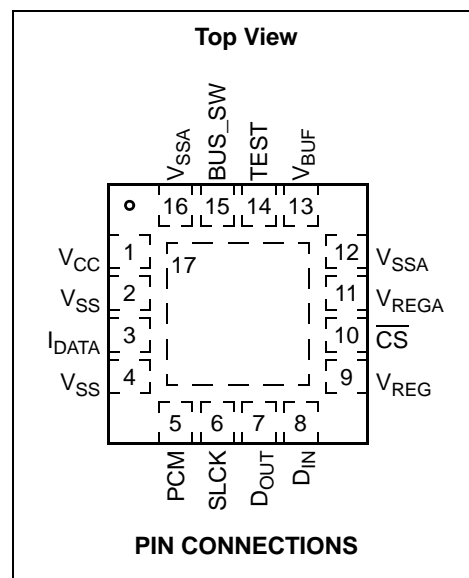 Top View
VSSA
BUS_SW
TEST
VBUF
16
15
14
13
VCC
1
17
12
VSSA
VSS
2
11
VREGA
IDATA
3
10
CS
VSS
4
9
VREG
5
6
7
8
PCM
SLCK
DOUT
DIN
PIN CONNECTIONS